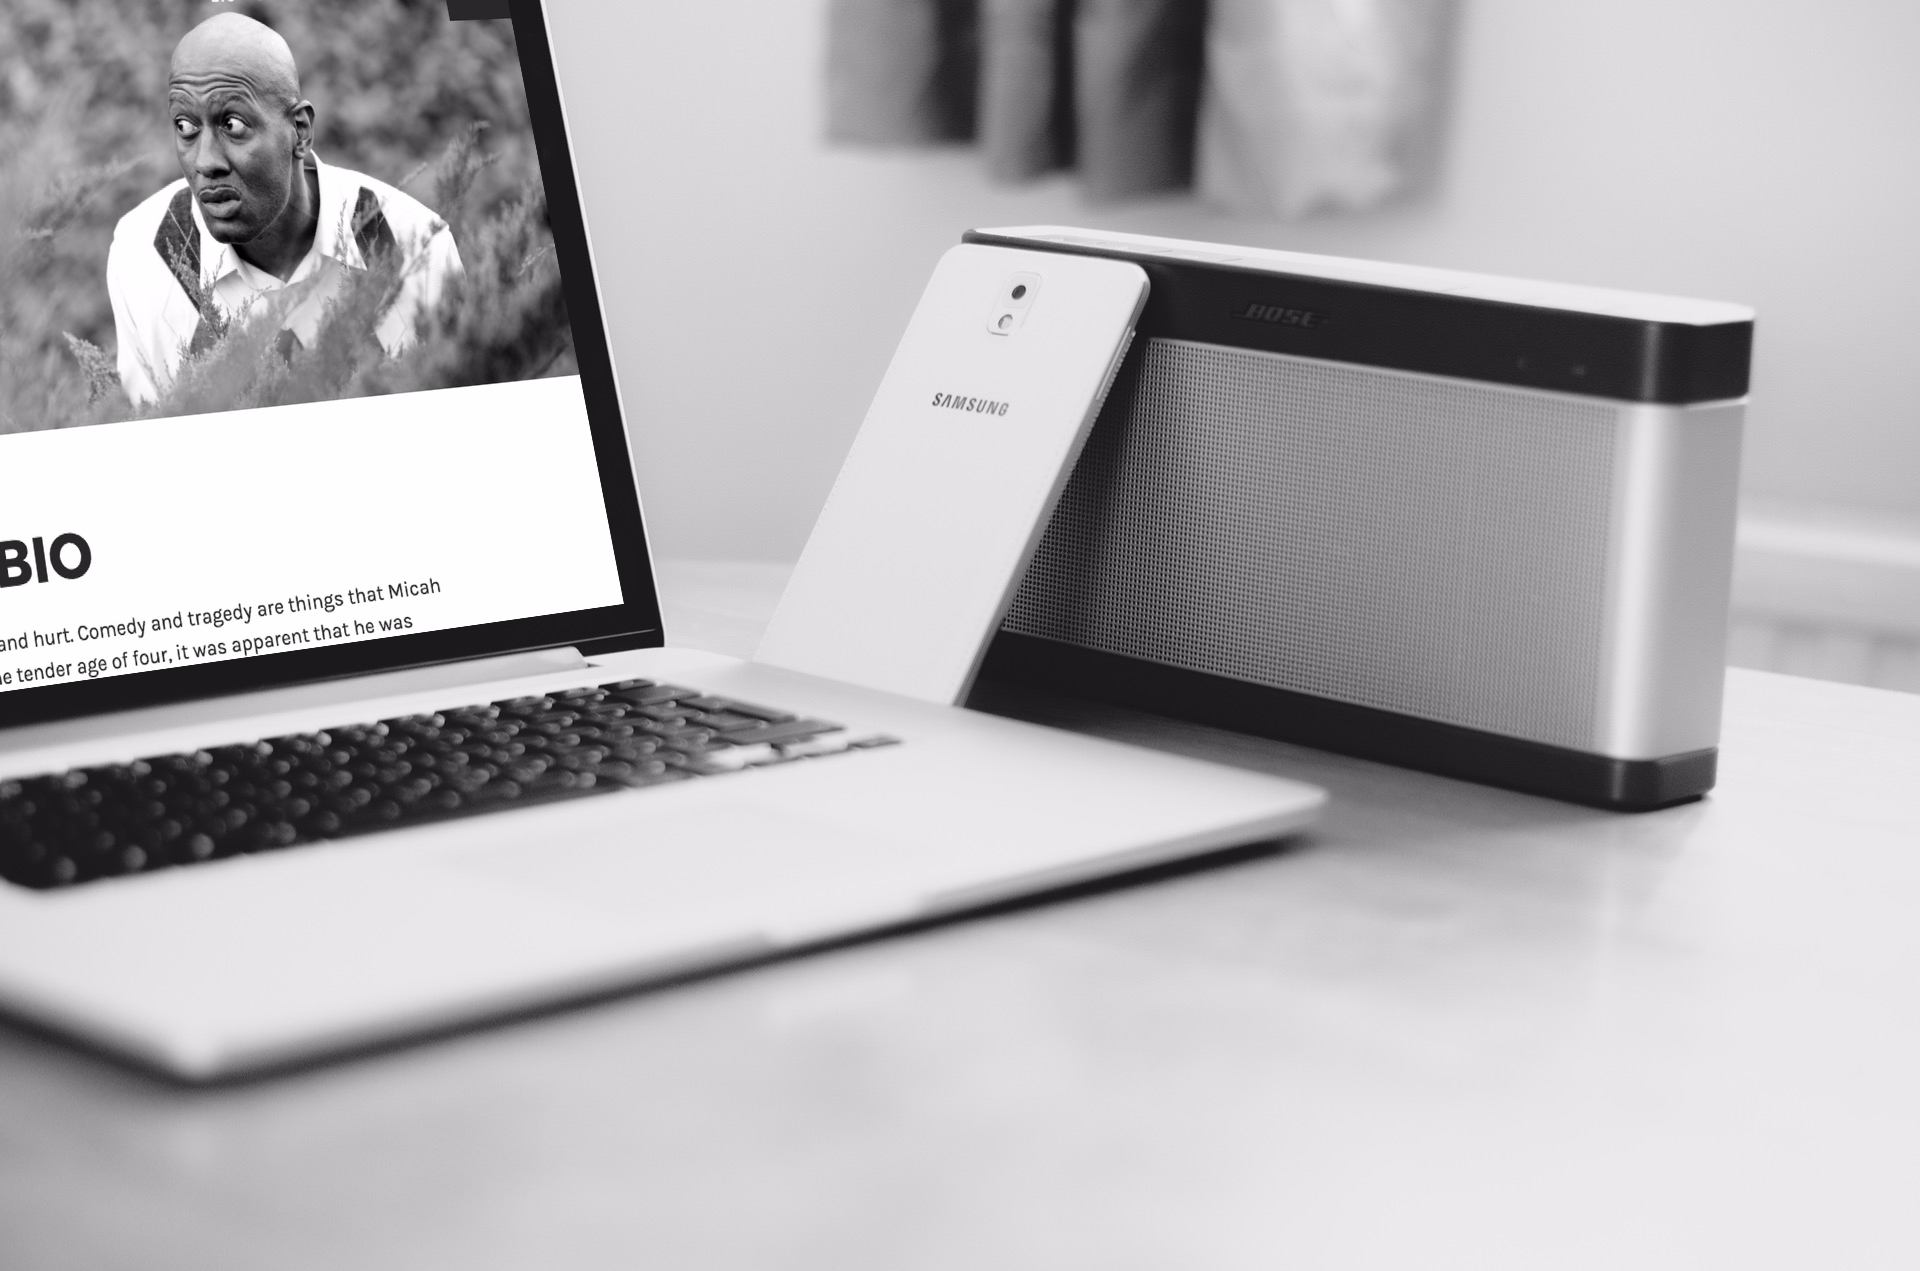 BOSE
SAMSUNG
BIO
and hurt. Comedy and tragedy are things that Micah
tender age of four, it was apparent that he was